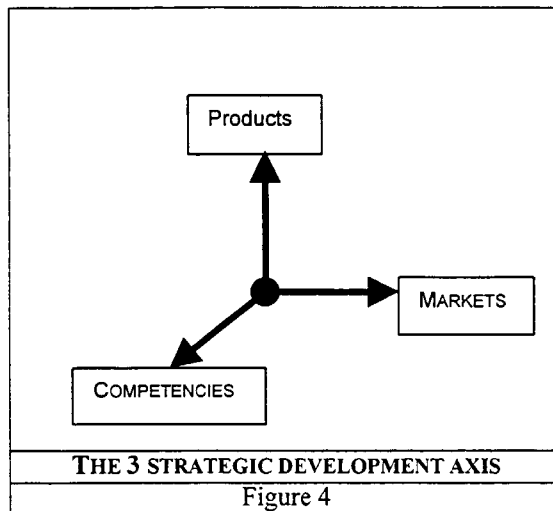 Products
MARKETS
COMPETENCIES
THE 3 STRATEGIC DEVELOPMENT AXIS
Figure 4